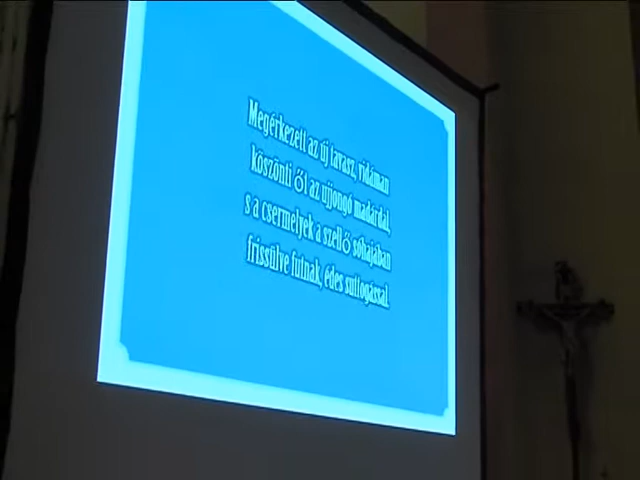 Megérkezett az új tavasz, vidáman
köszönti őt az ujjongó madárdal,
s a csermelyek a szellő sóhajában
frissülve futnak, édes suttogással.